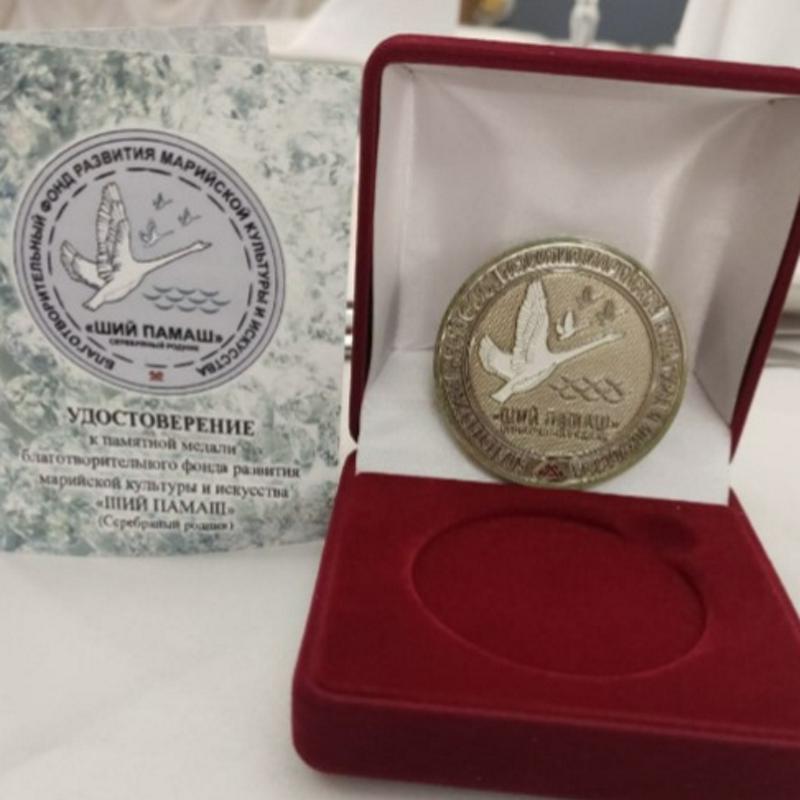 БЛАГОТВОРИТЕЛЬНЫЙ ФОНД РАЗВИТИЯ МАРИЙСКОЙ КУЛЬТУРЫ И ИСКУССТВА
«ШИЙ ПАМАШ»
СЕРЕБРЯНЫЙ РОДНИК
УДОСТОВЕРЕНИЕ
к памятной медали
благотворительного фонда развития
марийской культуры и искусства
«ШИЙ ПАМАШ»
(Серебряный родник)
«ШИЙ ПАМАШ»